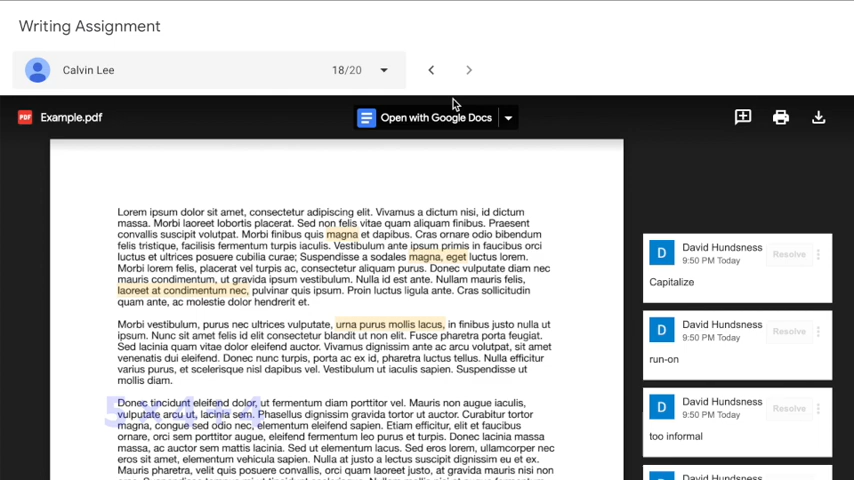 Writing Assignment
Calvin Lee
18/20
PDF
Example.pdf
Open with Google Docs
Lorem ipsum dolor sit amet, consectetur adipiscing elit. Vivamus a dictum nisi, id dictum
massa. Morbi laoreet lobortis placerat. Sed non felis vitae quam aliquam finibus. Praesent
convallis suscipit volutpat. Morbi finibus quis magna et dapibus. Cras ornare odio bibendum
felis tristique, facilisis fermentum turpis iaculis. Vestibulum ante ipsum primis in faucibus orci
luctus et ultrices posuere cubilia curae; Suspendisse a sodales magna, eget luctus lorem.
Morbi lorem felis, placerat vel turpis ac, consectetur aliquam purus. Donec vulputate diam nec
mauris condimentum, ut gravida ipsum vestibulum. Nulla id est ante. Nullam mauris felis,
laoreet at condimentum nec, pulvinar quis ipsum. Proin luctus ligula ante. Cras sollicitudin
quam ante, ac molestie dolor hendrerit et.
Morbi vestibulum, purus nec ultrices vulputate, urna purus mollis lacus, in finibus justo nulla ut
ipsum. Nunc sit amet felis id elit consectetur blandit ut non elit. Fusce pharetra porta feugiat.
Sed lacinia quam vitae dolor eleifend auctor. Vivamus dignissim ante ac arcu volutpat, sit amet
venenatis dui eleifend. Donec nunc turpis, porta ac ex id, pharetra luctus tellus. Nulla efficitur
varius purus, et scelerisque nisl dapibus vel. Vestibulum ut iaculis sem. Suspendisse ut
mollis diam.
Donec tincidunt eleifend dolor, ut fermentum diam porttitor vel. Mauris non augue iaculis,
vulputate arcu ut, lacinia sem. Phasellus dignissim gravida tortor ut auctor. Curabitur tortor
magna, congue sed odio nec, elementum eleifend sapien. Etiam efficitur, elit et faucibus
ornare, orci sem porttitor augue, eleifend fermentum leo purus et turpis. Donec lacinia massa
massa, ut elementum lacus. Sed ut elementum lacus. Sed eros lorem, ullamcorper nec
eros sit amet, mattis elementum velit. Sed at fringilla lectus. Nulla at justo a lectus
Mauris pharetra, velit quis posuere convallis, orci quam laoreet justo, at gravida mauris nisi non
D
David Hundsness
9:50 PM Today
Resolve
Capitalize
D
David Hundsness
9:50 PM Today
Resolve
run-on
D
David Hundsness
9:50 PM Today
Resolve
too informal
David Hundsness